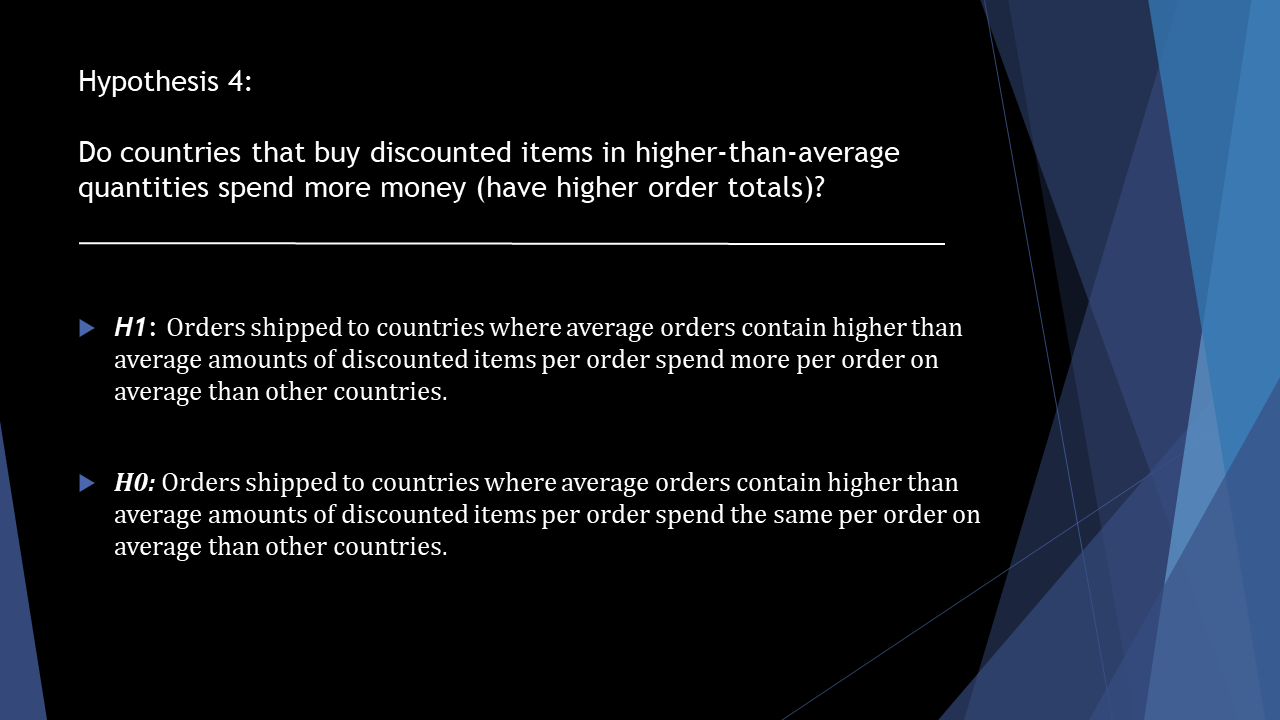 Hypothesis 4:
Do countries that buy discounted items in higher-than-average
quantities spend more money (have higher order totals)?
H1: Orders shipped to countries where average orders contain higher than
average amounts of discounted items per order spend more per order on
average than other countries.
H0: Orders shipped to countries where average orders contain higher than
average amounts of discounted items per order spend the same per order on
average than other countries.